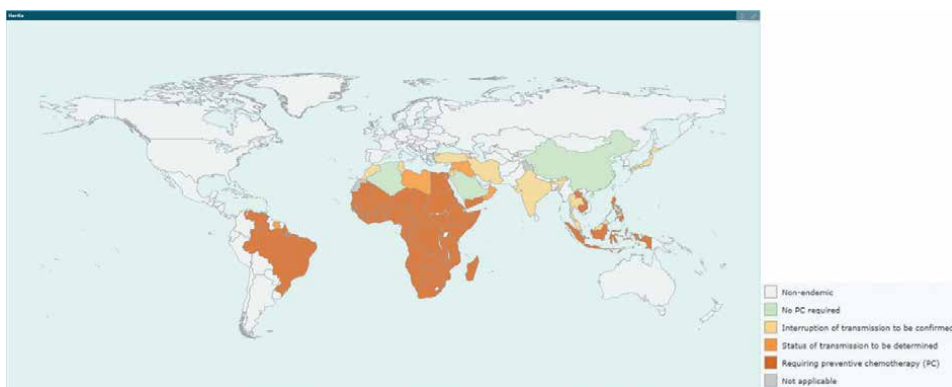 Non-endemic
No PC required
Interruption of transmission to be confirmed
Status of transmission to be determined
Requiring preventive chemotherapy (PC)
Not applicable